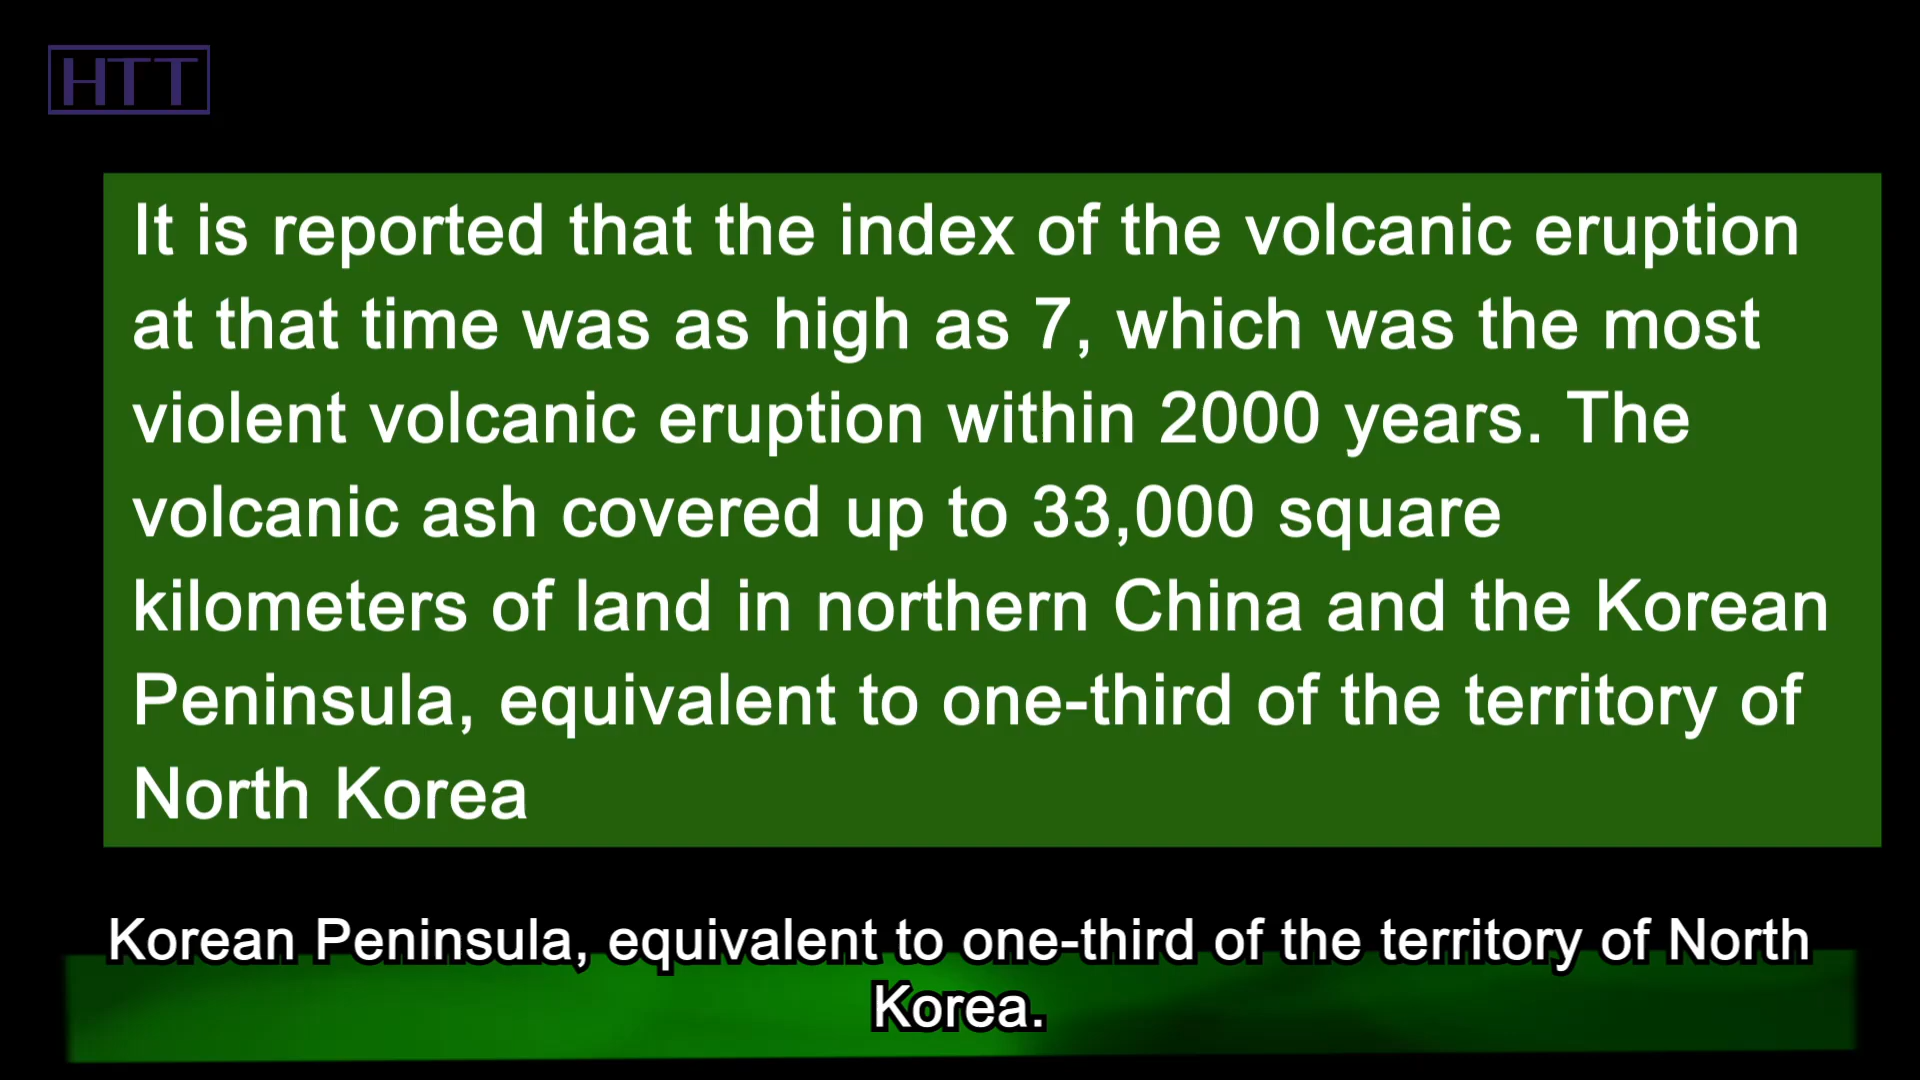 HTT
It is reported that the index of the volcanic eruption
at that time was as high as 7, which was the most
violent volcanic eruption within 2000 years. The
volcanic ash covered up to 33,000 square
kilometers of land in northern China and the Korean
Peninsula, equivalent to one-third of the territory of
North Korea
Korean Peninsula, equivalent to one-third of the territory of North
Korea.